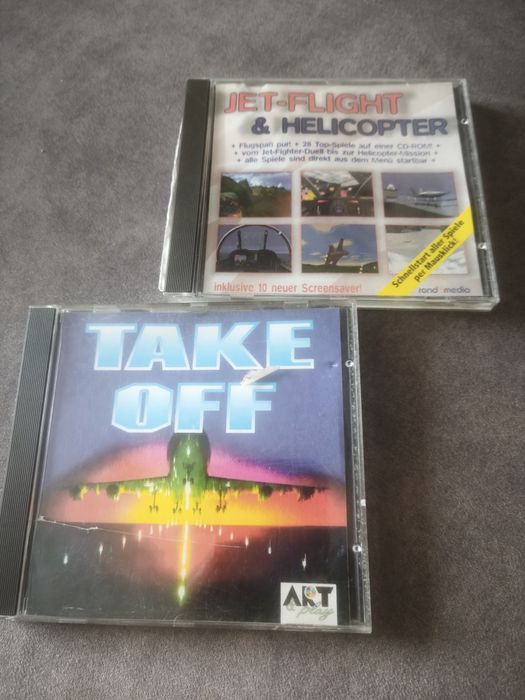 JET-FLIGHT
& HELICOPTER
+ Flugspaß pur! + 28 Top-Spiele auf einer CD-ROM! +
+ vom Jet-Fighter-Duell bis zur Helicopter-Mission +
+ alle Spiele sind direkt aus dem Menü startbar +
Schnellstart aller Spiele
per Mausklick!
inklusive 10 neuer Screensaver!
rondomedia
TAKE
OFF
ART
& play